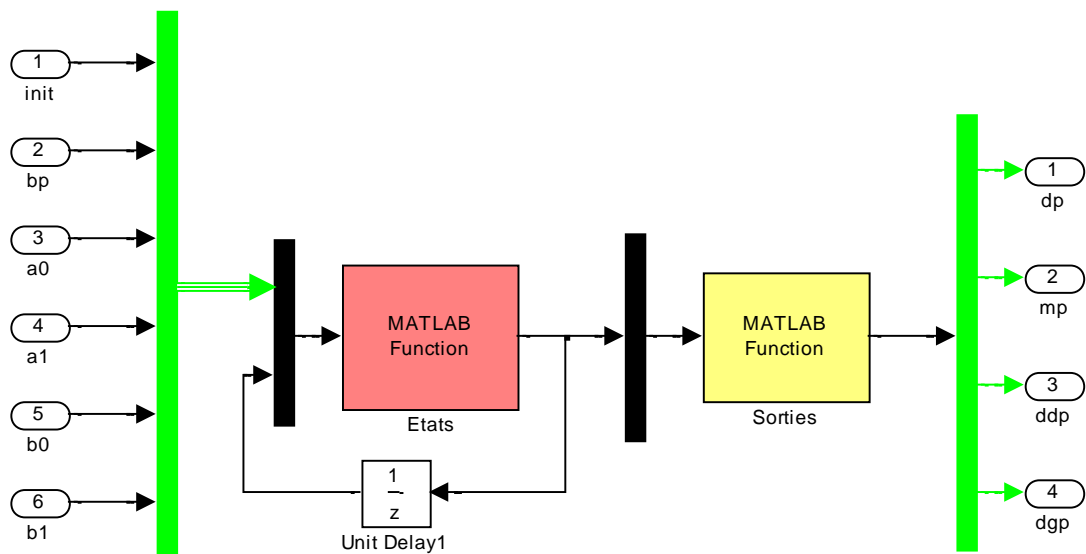 1
init
2
bp
3
a0
4
a1
5
b0
6
b1
MATLAB
Function
Etats
1
z
Unit Delay1
MATLAB
Function
Sorties
1
dp
2
mp
3
ddp
4
dgp